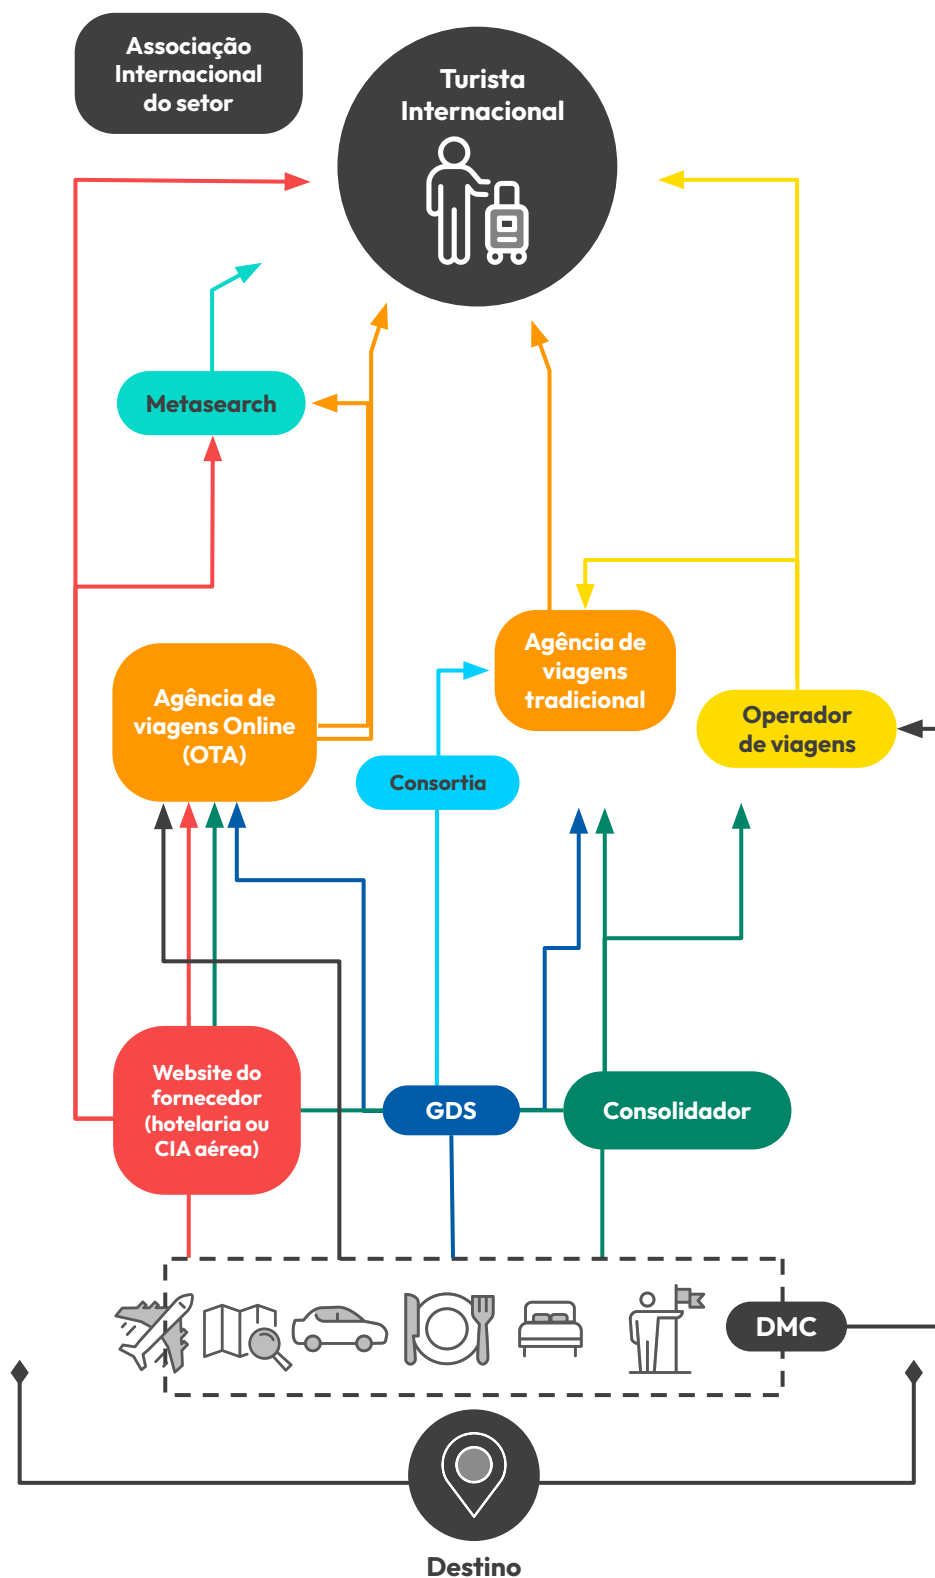 Associação
Internacional
do setor
Turista
Internacional
Metasearch
Agência de
viagens
tradicional
Agência de
viagens Online
(OTA)
Operador
de viagens
Consortia
Website do
fornecedor
(hotelaria ou
CIA aérea)
GDS
Consolidador
DMC
Destino